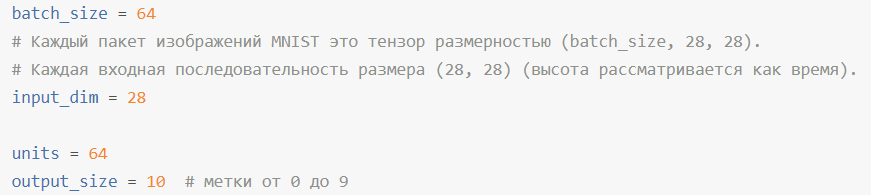 batch_size = 64
# Каждый пакет изображений MNIST это тензор размерностью (batch_size, 28, 28).
# Каждая входная последовательность размера (28, 28) (высота рассматривается как время).
input_dim = 28
units = 64
output_size = 10  # метки от 0 до 9